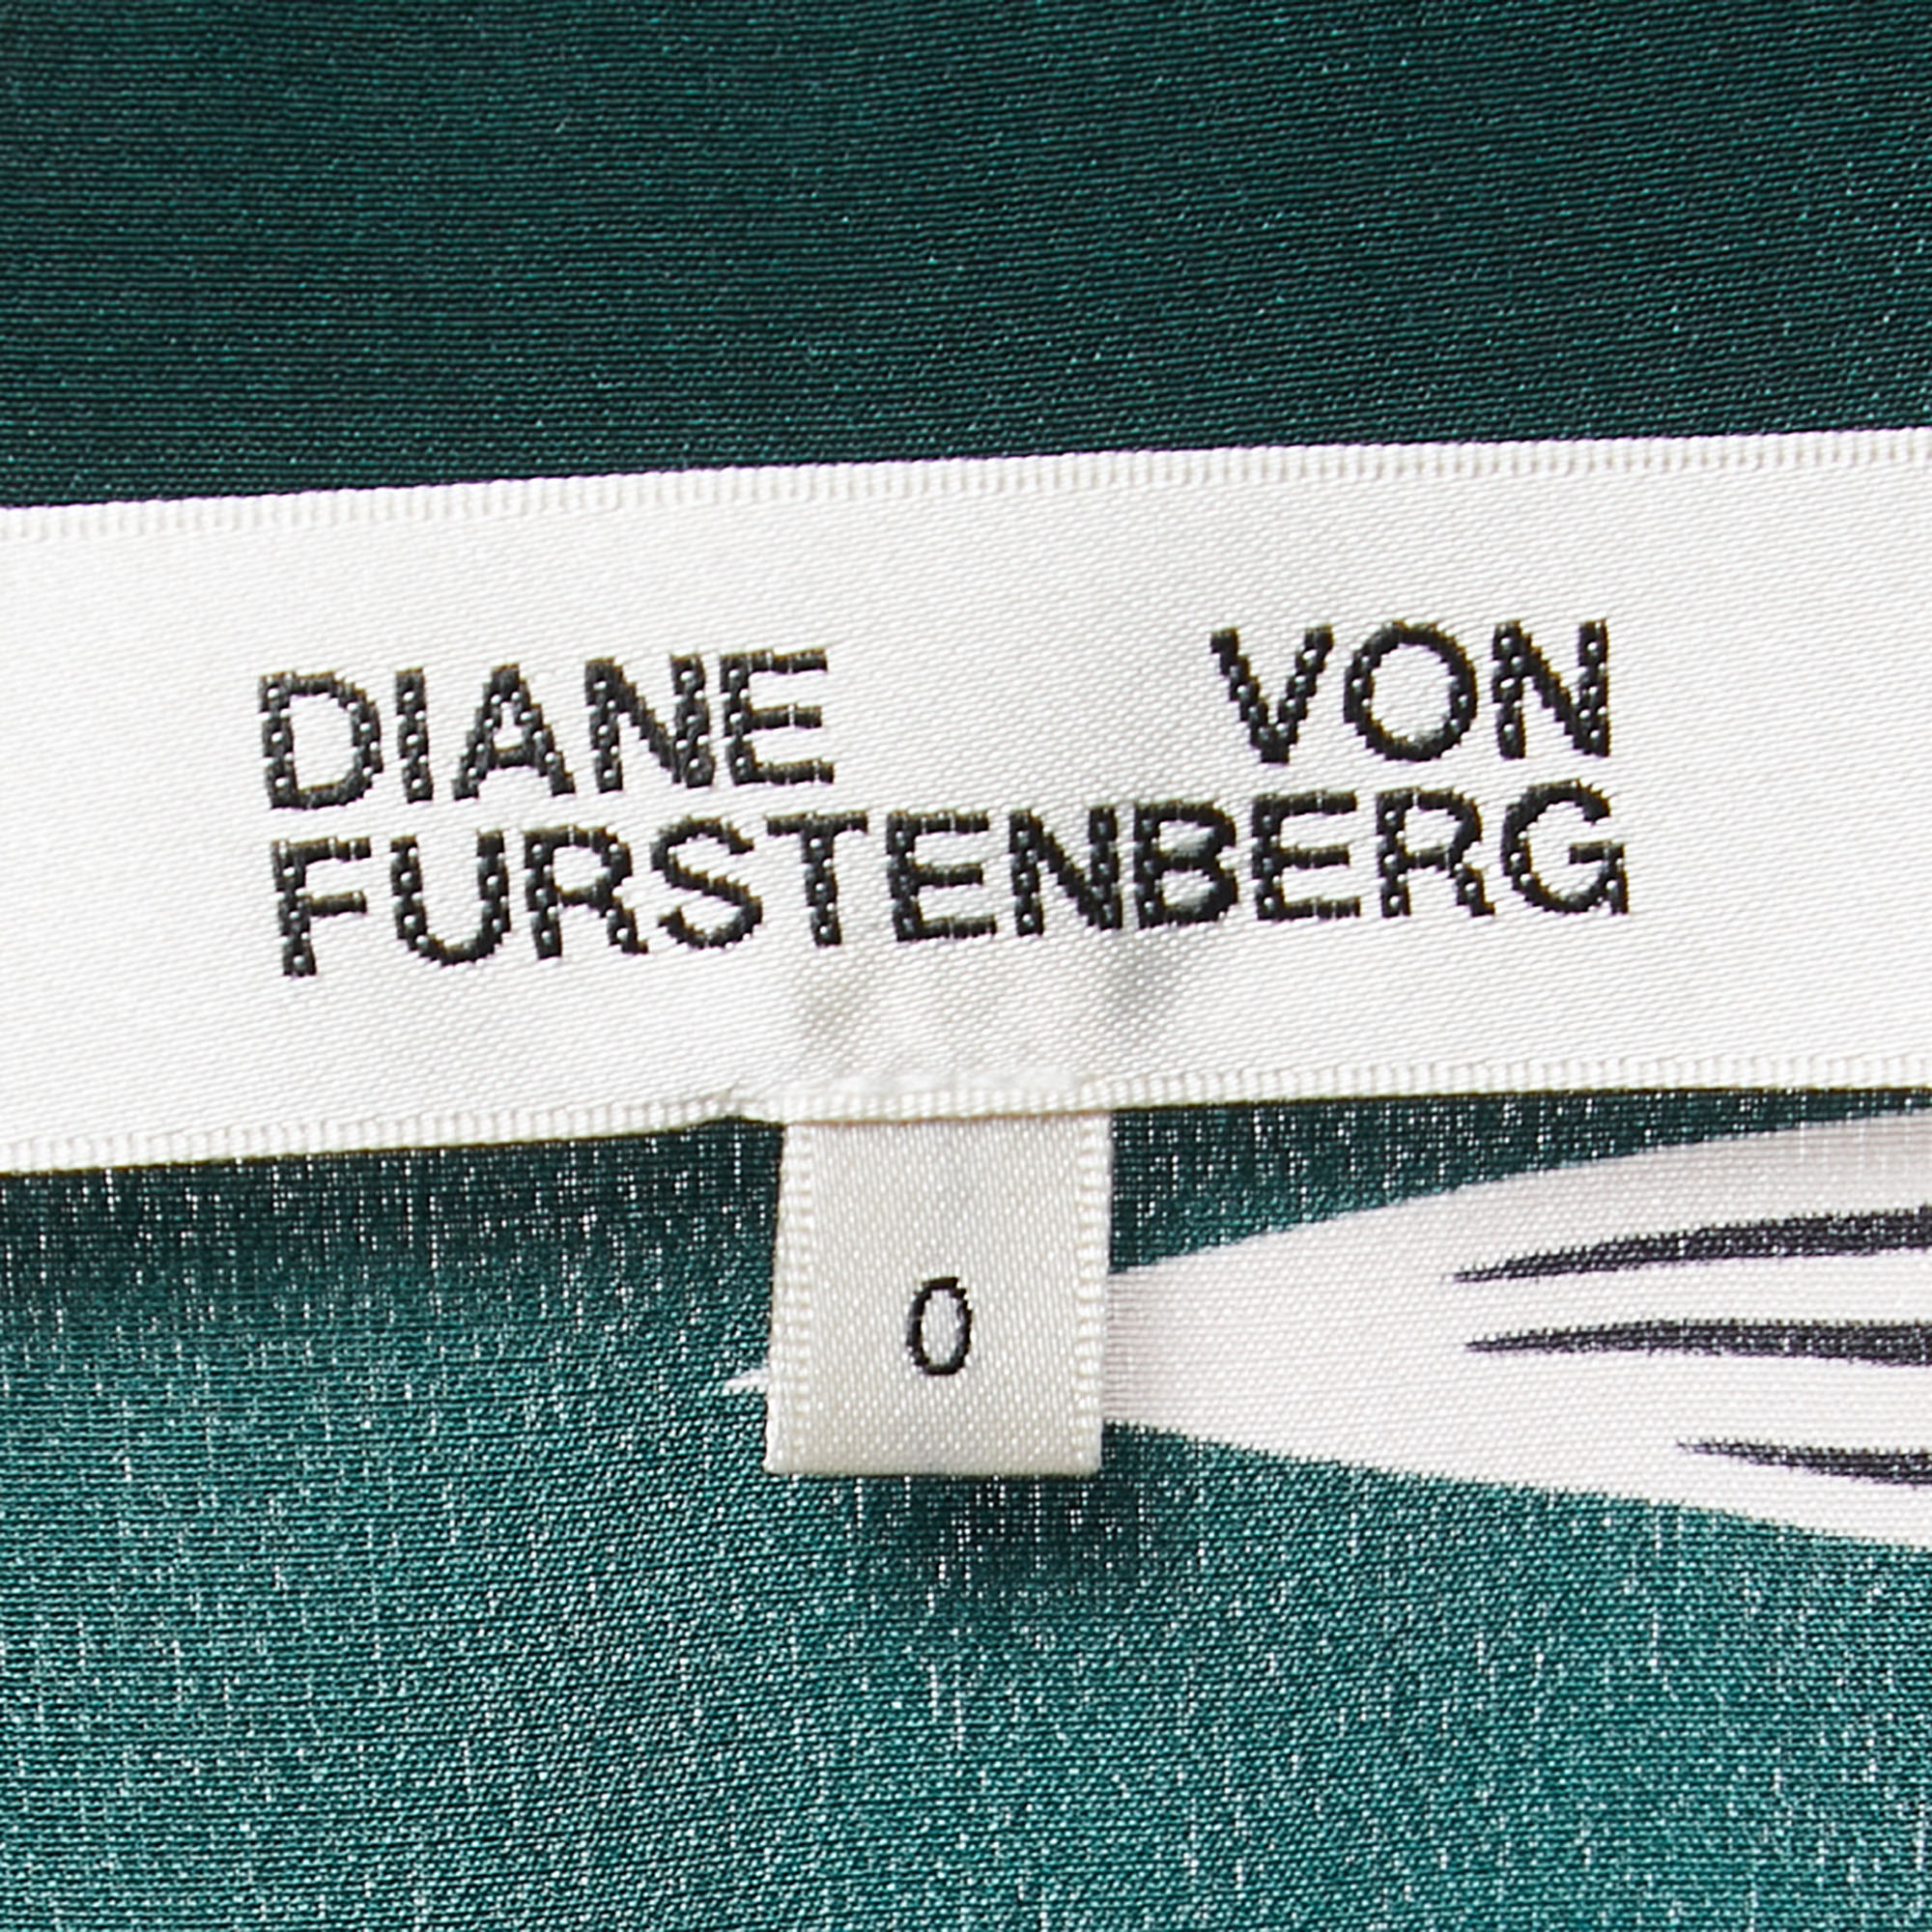 DIANE VON
FURSTENBERG
0